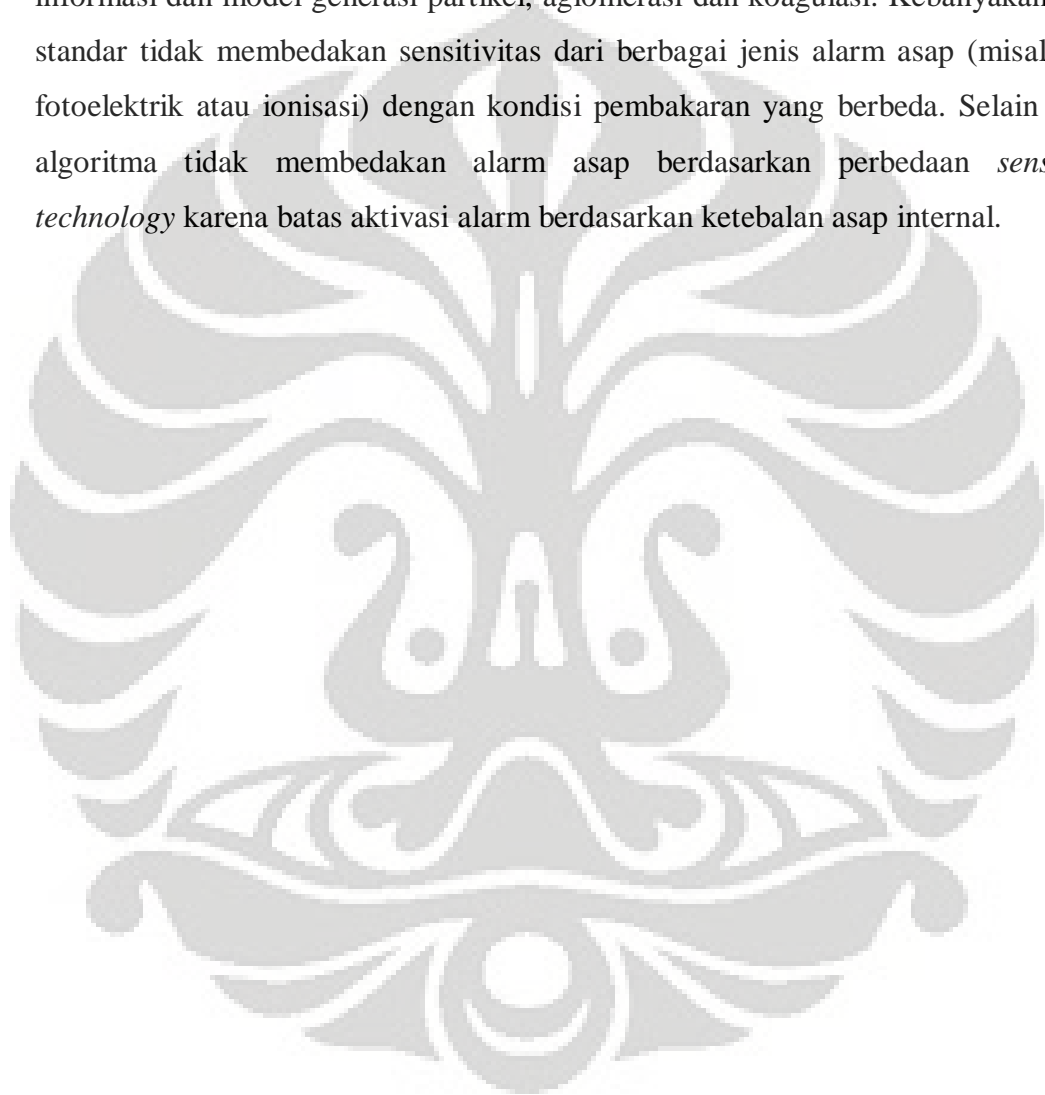 informasi dan model generasi partikel, aglomerasi dan koagulasi. Kebanyakan
standar tidak membedakan sensitivitas dari berbagai jenis alarm asap (misal
fotoelektrik atau ionisasi) dengan kondisi pembakaran yang berbeda. Selain
algoritma tidak membedakan alarm asap berdasarkan perbedaan sens
technology karena batas aktivasi alarm berdasarkan ketebalan asap internal.